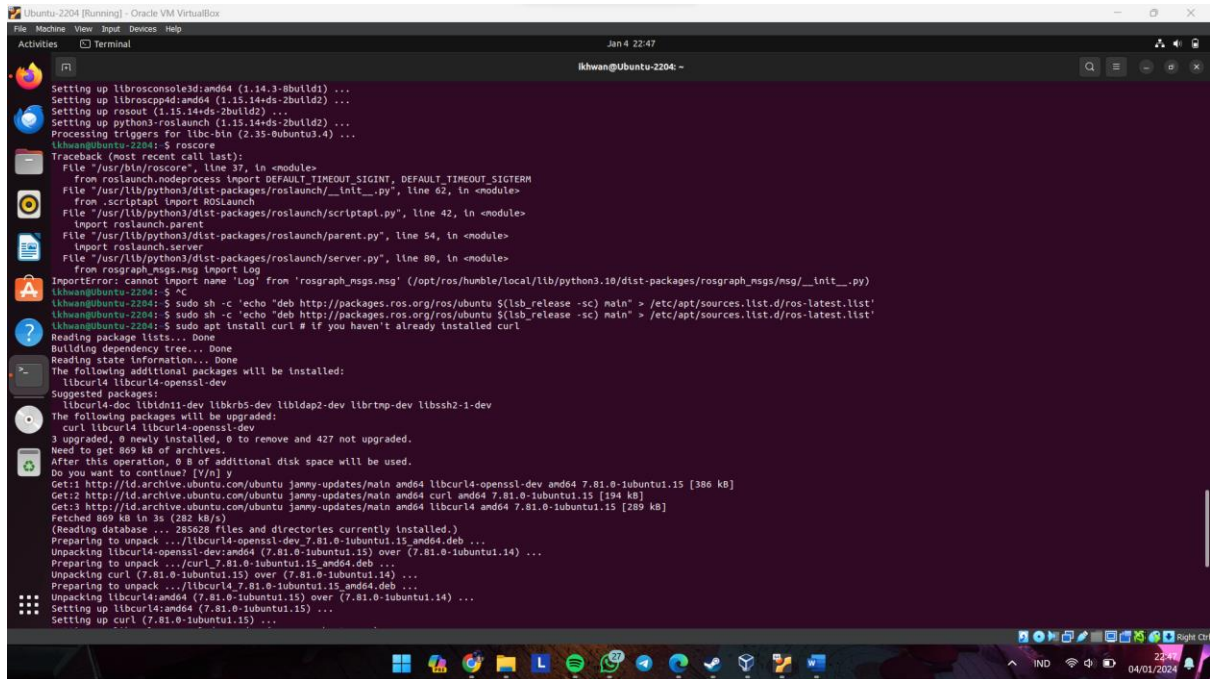 Ubuntu-2204 [Running] - Oracle VM VirtualBox
File Machine View Input Devices Help
Activities Terminal Jan 4 22:47
ikhwan@Ubuntu-2204: ~
Setting up librosconsole3d:amd64 (1.14.3-8build1) ...
Setting up libroscpp4d:amd64 (1.15.14+ds-2build2) ...
Setting up rosout (1.15.14+ds-2build2) ...
Setting up python3-roslaunch (1.15.14+ds-2build2) ...
Processing triggers for libc-bin (2.35-0ubuntu3.4) ...
ikhwan@Ubuntu-2204:~$ roscore
Traceback (most recent call last):
  File "/usr/bin/roscore", line 37, in <module>
    from roslaunch.nodeprocess import DEFAULT_TIMEOUT_SIGINT, DEFAULT_TIMEOUT_SIGTERM
  File "/usr/lib/python3/dist-packages/roslaunch/__init__.py", line 62, in <module>
    from .scriptapi import ROSLaunch
  File "/usr/lib/python3/dist-packages/roslaunch/scriptapi.py", line 42, in <module>
    import roslaunch.parent
  File "/usr/lib/python3/dist-packages/roslaunch/parent.py", line 54, in <module>
    import roslaunch.server
  File "/usr/lib/python3/dist-packages/roslaunch/server.py", line 80, in <module>
    from rosgraph_msgs.msg import Log
ImportError: cannot import name 'Log' from 'rosgraph_msgs.msg' (/opt/ros/humble/local/lib/python3.10/dist-packages/rosgraph_msgs/msg/__init__.py)
ikhwan@Ubuntu-2204:~$ ^C
ikhwan@Ubuntu-2204:~$ sudo sh -c 'echo "deb http://packages.ros.org/ros/ubuntu $(lsb_release -sc) main" > /etc/apt/sources.list.d/ros-latest.list'
ikhwan@Ubuntu-2204:~$ sudo sh -c 'echo "deb http://packages.ros.org/ros/ubuntu $(lsb_release -sc) main" > /etc/apt/sources.list.d/ros-latest.list'
ikhwan@Ubuntu-2204:~$ sudo apt install curl # if you haven't already installed curl
Reading package lists... Done
Building dependency tree... Done
Reading state information... Done
The following additional packages will be installed:
  libcurl4 libcurl4-openssl-dev
Suggested packages:
  libcurl4-doc libidn11-dev libkrb5-dev libldap2-dev librtmp-dev libssh2-1-dev
The following packages will be upgraded:
  curl libcurl4 libcurl4-openssl-dev
3 upgraded, 0 newly installed, 0 to remove and 427 not upgraded.
Need to get 869 kB of archives.
After this operation, 0 B of additional disk space will be used.
Do you want to continue? [Y/n] y
Get:1 http://id.archive.ubuntu.com/ubuntu jammy-updates/main amd64 libcurl4-openssl-dev amd64 7.81.0-1ubuntu1.15 [386 kB]
Get:2 http://id.archive.ubuntu.com/ubuntu jammy-updates/main amd64 curl amd64 7.81.0-1ubuntu1.15 [194 kB]
Get:3 http://id.archive.ubuntu.com/ubuntu jammy-updates/main amd64 libcurl4 amd64 7.81.0-1ubuntu1.15 [289 kB]
Fetched 869 kB in 3s (282 kB/s)
(Reading database ... 285628 files and directories currently installed.)
Preparing to unpack .../libcurl4-openssl-dev_7.81.0-1ubuntu1.15_amd64.deb ...
Unpacking libcurl4-openssl-dev:amd64 (7.81.0-1ubuntu1.15) over (7.81.0-1ubuntu1.14) ...
Preparing to unpack .../curl_7.81.0-1ubuntu1.15_amd64.deb ...
Unpacking curl (7.81.0-1ubuntu1.15) over (7.81.0-1ubuntu1.14) ...
Preparing to unpack .../libcurl4_7.81.0-1ubuntu1.15_amd64.deb ...
Unpacking libcurl4:amd64 (7.81.0-1ubuntu1.15) over (7.81.0-1ubuntu1.14) ...
Setting up libcurl4:amd64 (7.81.0-1ubuntu1.15) ...
Setting up curl (7.81.0-1ubuntu1.15) ...
Right Ctrl
27
IND 22:47
04/01/2024